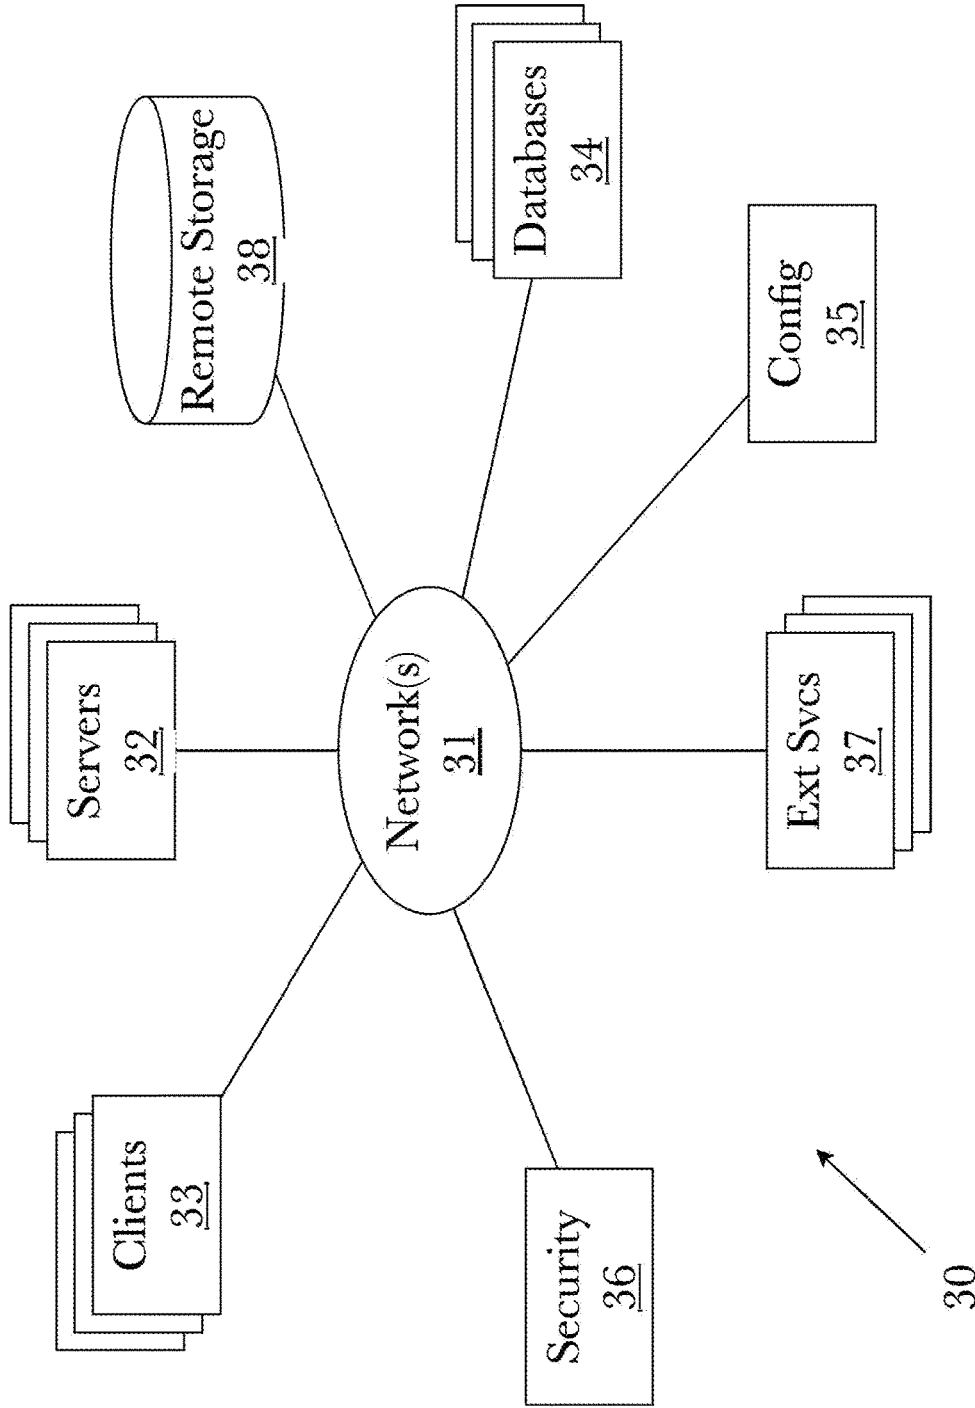 Clients
33
Servers
32
Remote Storage
38
Network(s)
31
Databases
34
Security
36
Ext Svcs
37
Config
35
30